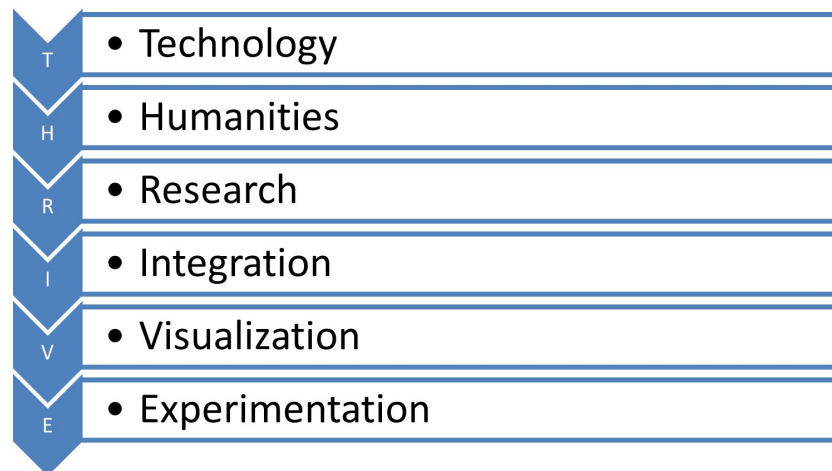 T • Technology
H • Humanities
R • Research
I • Integration
V • Visualization
E • Experimentation